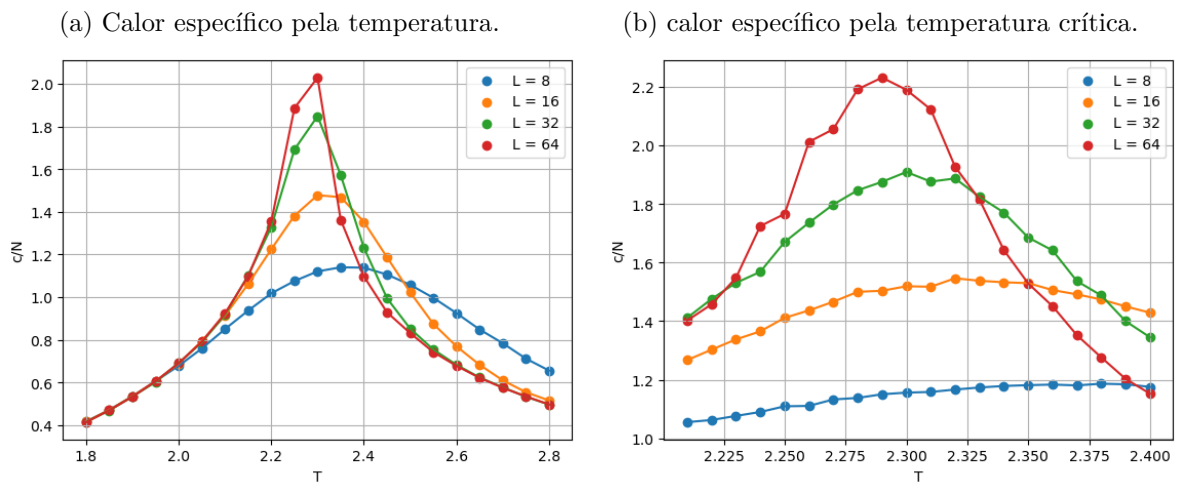 (a) Calor específico pela temperatura.
(b) calor específico pela temperatura crítica.
L = 8
L = 16
L = 32
L = 64
2.0
1.8
1.6
1.4
1.2
1.0
0.8
0.6
0.4
c/N
1.8
2.0
2.2
2.4
2.6
2.8
T
L = 8
L = 16
L = 32
L = 64
2.2
2.0
1.8
1.6
1.4
1.2
1.0
c/N
2.225
2.250
2.275
2.300
2.325
2.350
2.375
2.400
T